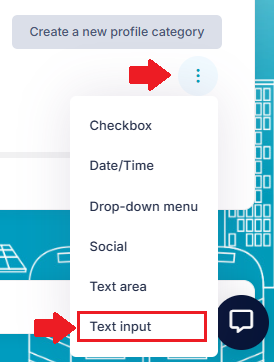 Create a new profile category
Checkbox
Date/Time
Drop-down menu
Social
Text area
Text input